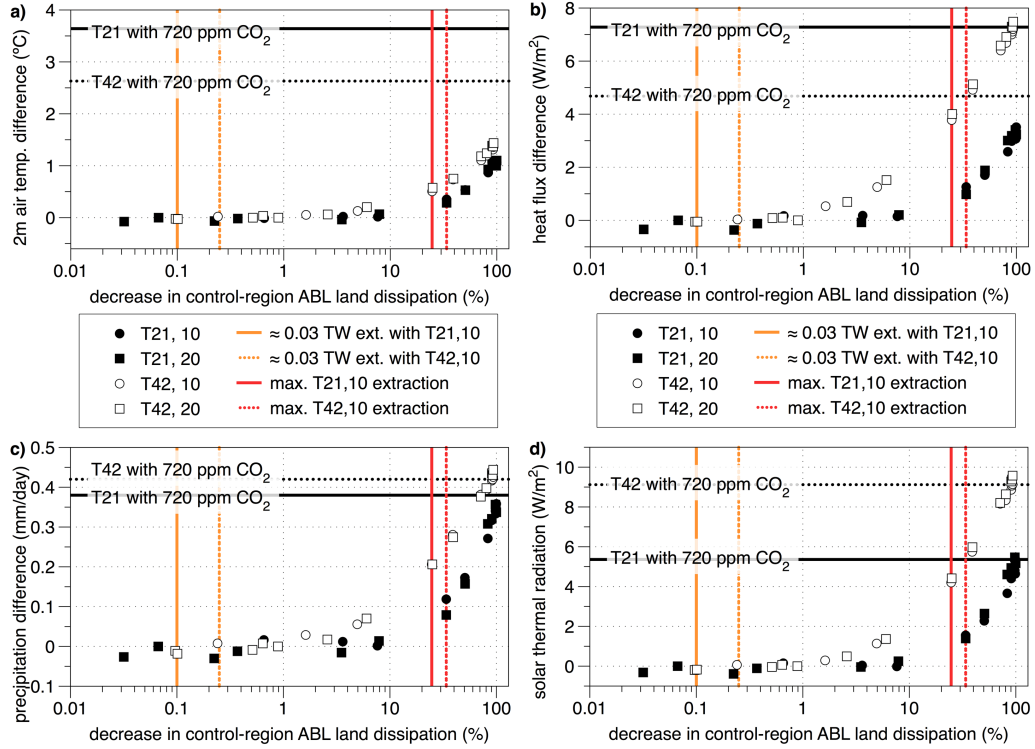 a)
4
3
2
1
0
2m air temp. difference (ºC)
T21 with 720 ppm CO2
T42 with 720 ppm CO2
0.01
0.1
1
10
100
decrease in control-region ABL land dissipation (%)
b)
8
6
4
2
0
heat flux difference (W/m2)
T21 with 720 ppm CO2
T42 with 720 ppm CO2
0.01
0.1
1
10
100
decrease in control-region ABL land dissipation (%)
T21, 10
T21, 20
T42, 10
T42, 20
≈ 0.03 TW ext. with T21,10
≈ 0.03 TW ext. with T42,10
max. T21,10 extraction
max. T42,10 extraction
T21, 10
T21, 20
T42, 10
T42, 20
≈ 0.03 TW ext. with T21,10
≈ 0.03 TW ext. with T42,10
max. T21,10 extraction
max. T42,10 extraction
c)
0.5
0.4
0.3
0.2
0.1
0
-0.1
precipitation difference (mm/day)
T42 with 720 ppm CO2
T21 with 720 ppm CO2
0.01
0.1
1
10
100
decrease in control-region ABL land dissipation (%)
d)
10
8
6
4
2
0
solar thermal radiation (W/m2)
T42 with 720 ppm CO2
T21 with 720 ppm CO2
0.01
0.1
1
10
100
decrease in control-region ABL land dissipation (%)